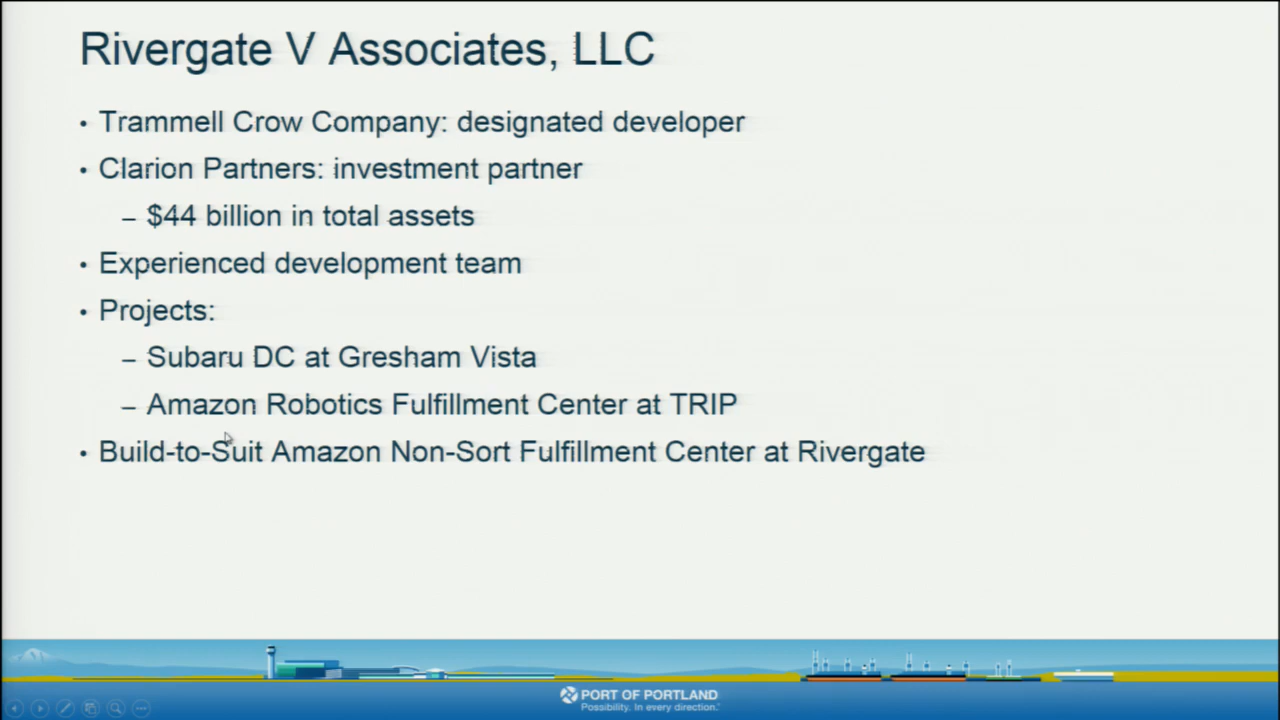 Rivergate V Associates, LLC
• Trammell Crow Company: designated developer
• Clarion Partners: investment partner
– $44 billion in total assets
• Experienced development team
• Projects:
– Subaru DC at Gresham Vista
– Amazon Robotics Fulfillment Center at TRIP
• Build-to-Suit Amazon Non-Sort Fulfillment Center at Rivergate
PORT OF PORTLAND
Possibility. In every direction.